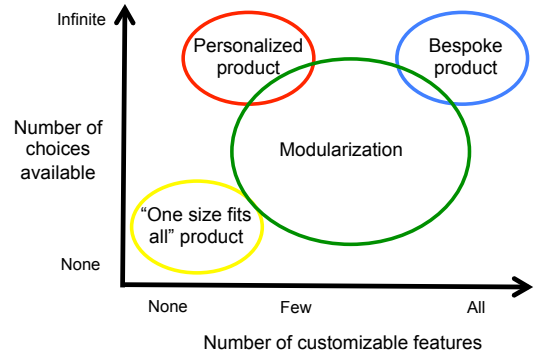 Infinite
Personalized
product
Bespoke
product
Number of
choices
available
Modularization
“One size fits
all” product
None
None
Few
All
Number of customizable features